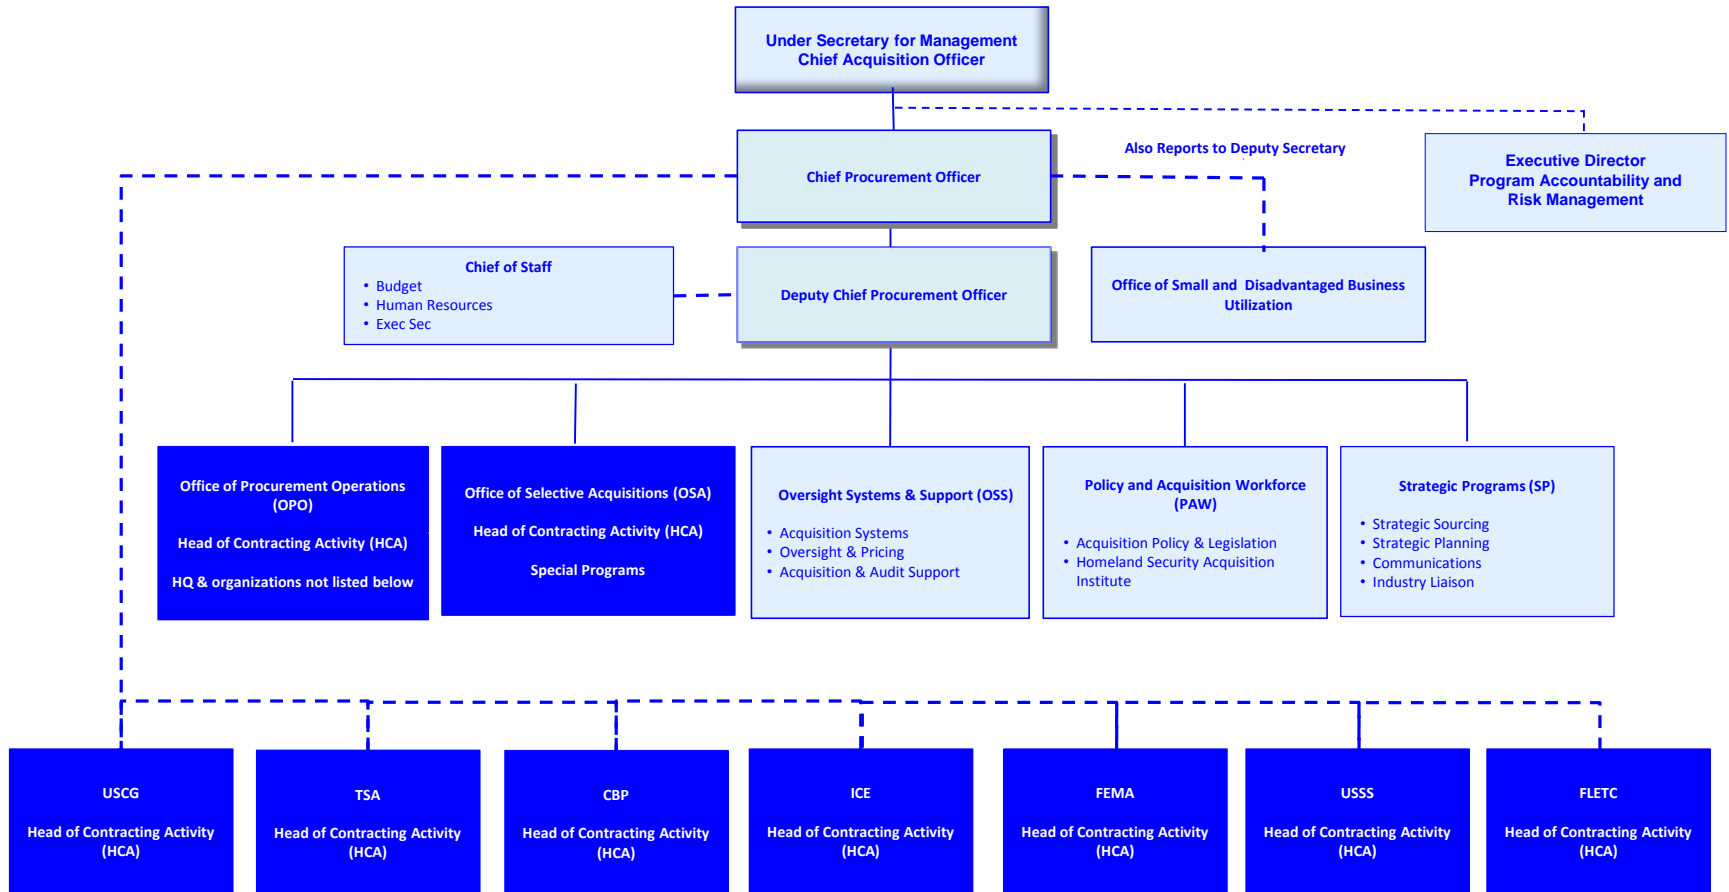 Under Secretary for Management
Chief Acquisition Officer
Chief Procurement Officer
Also Reports to Deputy Secretary
Executive Director
Program Accountability and
Risk Management
Chief of Staff
• Budget
• Human Resources
• Exec Sec
Deputy Chief Procurement Officer
Office of Small and Disadvantaged Business
Utilization
Office of Procurement Operations
(OPO)
Head of Contracting Activity (HCA)
HQ & organizations not listed below
Office of Selective Acquisitions (OSA)
Head of Contracting Activity (HCA)
Special Programs
Oversight Systems & Support (OSS)
• Acquisition Systems
• Oversight & Pricing
• Acquisition & Audit Support
Policy and Acquisition Workforce
(PAW)
• Acquisition Policy & Legislation
• Homeland Security Acquisition
Institute
Strategic Programs (SP)
• Strategic Sourcing
• Strategic Planning
• Communications
• Industry Liaison
USCG
Head of Contracting Activity
(HCA)
TSA
Head of Contracting Activity
(HCA)
CBP
Head of Contracting Activity
(HCA)
ICE
Head of Contracting Activity
(HCA)
FEMA
Head of Contracting Activity
(HCA)
USSS
Head of Contracting Activity
(HCA)
FLETC
Head of Contracting Activity
(HCA)